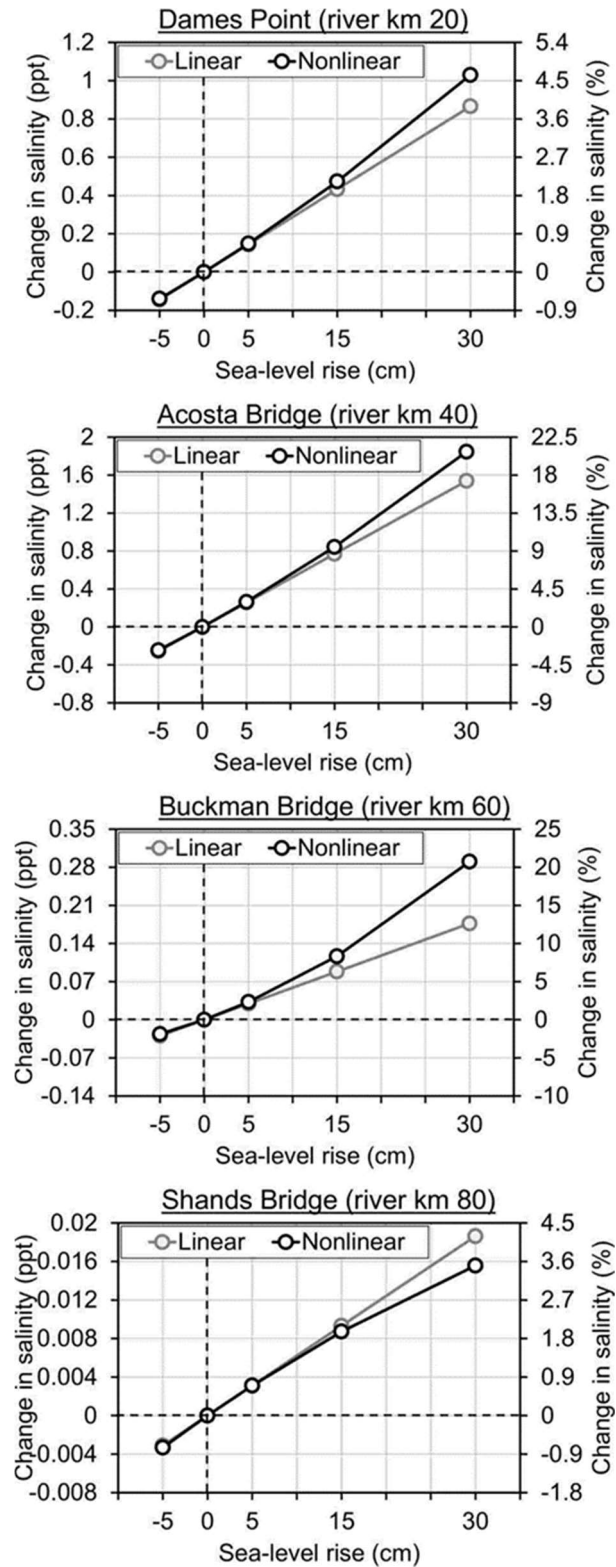 Dames Point (river km 20)
Linear Nonlinear
Change in salinity (ppt)
1.2
1
0.8
0.6
0.4
0.2
0
-0.2
5.4
4.5
3.6
2.7
1.8
0.9
0
-0.9
Change in salinity (%)
-5 0 5 15 30
Sea-level rise (cm)
Acosta Bridge (river km 40)
Linear Nonlinear
Change in salinity (ppt)
2
1.6
1.2
0.8
0.4
0
-0.4
-0.8
22.5
18
13.5
9
4.5
0
-4.5
-9
Change in salinity (%)
-5 0 5 15 30
Sea-level rise (cm)
Buckman Bridge (river km 60)
Linear Nonlinear
Change in salinity (ppt)
0.35
0.28
0.21
0.14
0.07
0
-0.07
-0.14
25
20
15
10
5
0
-5
-10
Change in salinity (%)
-5 0 5 15 30
Sea-level rise (cm)
Shands Bridge (river km 80)
Linear Nonlinear
Change in salinity (ppt)
0.02
0.016
0.012
0.008
0.004
0
-0.004
-0.008
4.5
3.6
2.7
1.8
0.9
0
-0.9
-1.8
Change in salinity (%)
-5 0 5 15 30
Sea-level rise (cm)